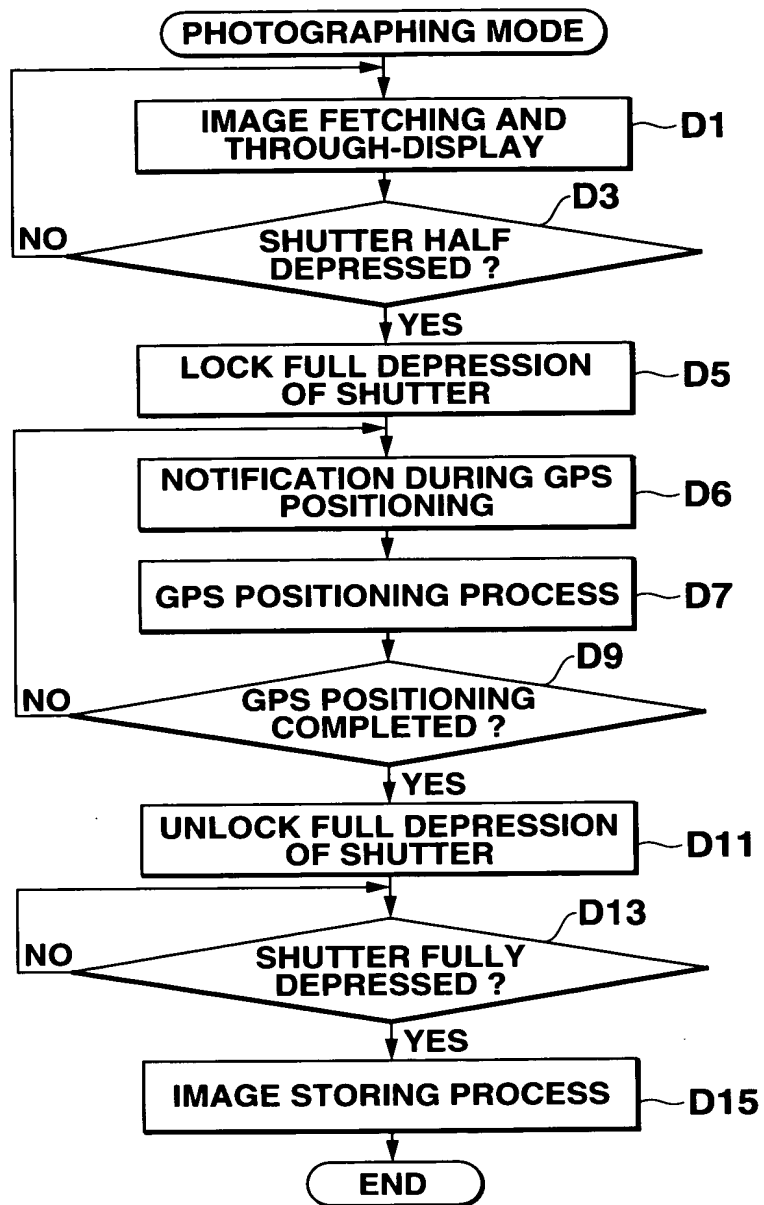 PHOTOGRAPHING MODE
IMAGE FETCHING AND
THROUGH-DISPLAY
D1
D3
NO
SHUTTER HALF
DEPRESSED ?
YES
LOCK FULL DEPRESSION
OF SHUTTER
D5
NOTIFICATION DURING GPS
POSITIONING
D6
GPS POSITIONING PROCESS
D7
D9
NO
GPS POSITIONING
COMPLETED ?
YES
UNLOCK FULL DEPRESSION
OF SHUTTER
D11
D13
NO
SHUTTER FULLY
DEPRESSED ?
YES
IMAGE STORING PROCESS
D15
END